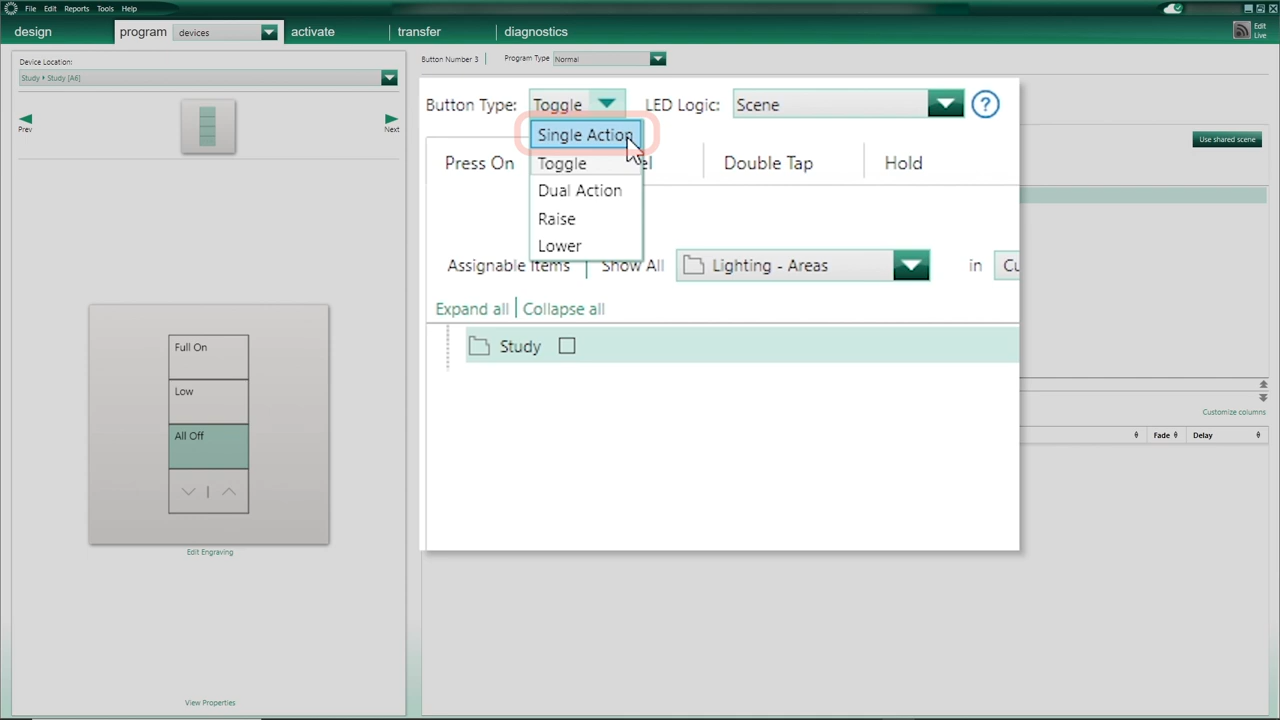 File Edit Reports Tools Help
design program devices activate transfer diagnostics Edit Live
Device Location:
Study ▸ Study [A6]
Prev
Next
Full On
Low
All Off
Edit Engraving
View Properties
Button Number 3 Program Type Normal
Button Type: Toggle LED Logic: Scene ?
Single Action
Toggle
Dual Action
Raise
Lower
Press On Double Tap Hold
Use shared scene
Assignable Items Show All Lighting - Areas in
Expand all Collapse all
Study
Customize columns
Fade Delay